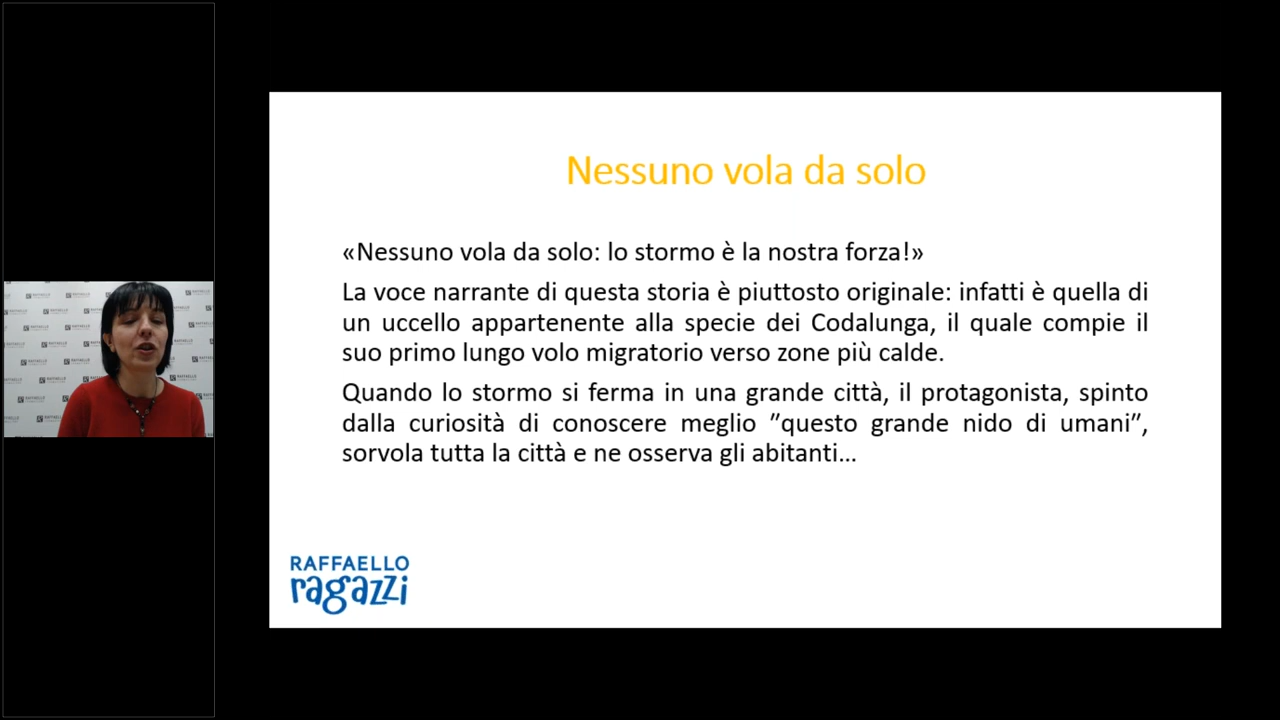 Nessuno vola da solo
«Nessuno vola da solo: lo stormo è la nostra forza!»
La voce narrante di questa storia è piuttosto originale: infatti è quella di
un uccello appartenente alla specie dei Codalunga, il quale compie il
suo primo lungo volo migratorio verso zone più calde.
Quando lo stormo si ferma in una grande città, il protagonista, spinto
dalla curiosità di conoscere meglio ”questo grande nido di umani”,
sorvola tutta la città e ne osserva gli abitanti…
RAFFAELLO
ragazzi